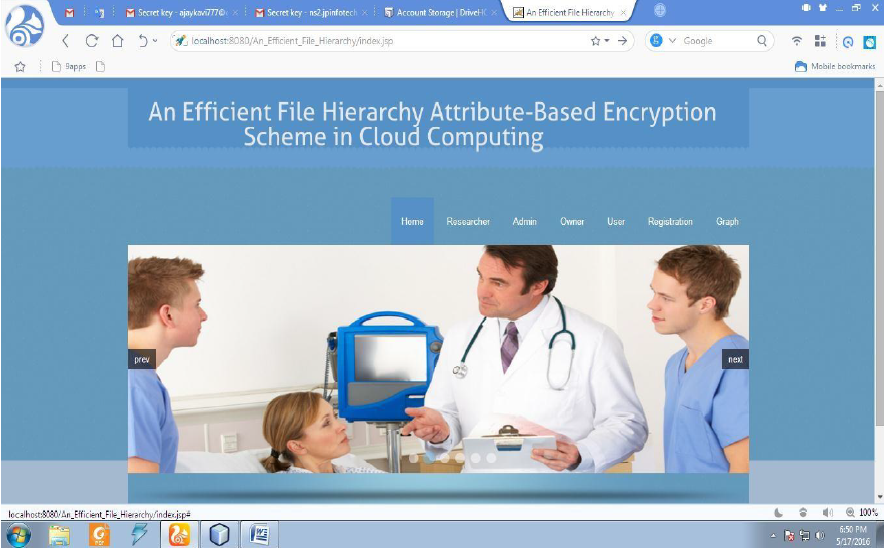 Secret key - ajaykavi777@
Secret key - ns2.jpinfotech
Account Storage | DriveHQ
An Efficient File Hierarchy
localhost:8080/An_Efficient_File_Hierarchy/index.jsp
Google
9apps
Mobile bookmarks
An Efficient File Hierarchy Attribute-Based Encryption
Scheme in Cloud Computing
Home Researcher Admin Owner User Registration Graph
prev
next
localhost:8080/An_Efficient_File_Hierarchy/index.jsp#
100%
6:50 PM
5/17/2016